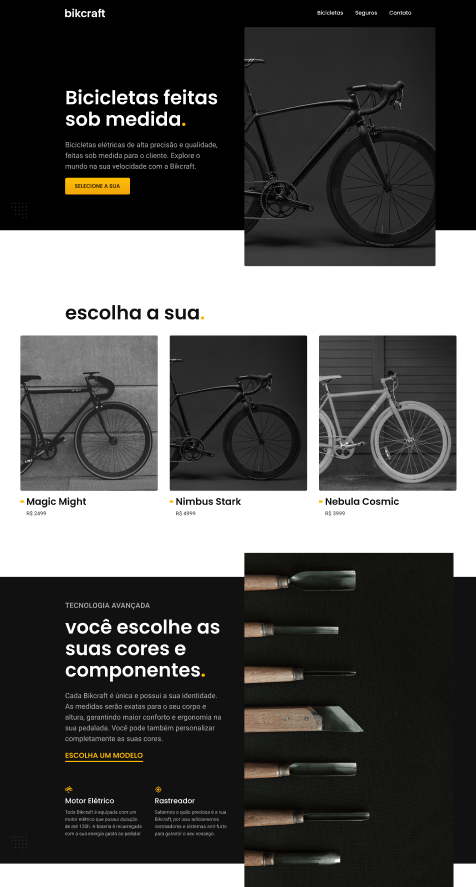 bikcraft
Bicicletas Seguros Contato
Bicicletas feitas
sob medida.
Bicicletas elétricas de alta precisão e qualidade,
feitas sob medida para o cliente. Explore o
mundo na sua velocidade com a Bikcraft.
SELECIONE A SUA
escolha a sua.
Magic Might
R$ 2499
Nimbus Stark
R$ 4999
Nebula Cosmic
R$ 3999
TECNOLOGIA AVANÇADA
você escolhe as
suas cores e
componentes.
Cada Bikcraft é única e possui a sua identidade.
As medidas serão exatas para o seu corpo e
altura, garantindo maior conforto e ergonomia na
sua pedalada. Você pode também personalizar
completamente as suas cores.
ESCOLHA UM MODELO
Motor Elétrico
Toda Bikcraft é equipada com um
motor elétrico que possui duração
de até 120h. A bateria é recarregada
com a sua energia gasta ao pedalar.
Rastreador
Sabemos o quão preciosa é a sua
Bikcraft, por isso adicionamos
rastreadores e sistemas anti-furto
para garantir o seu sossego.